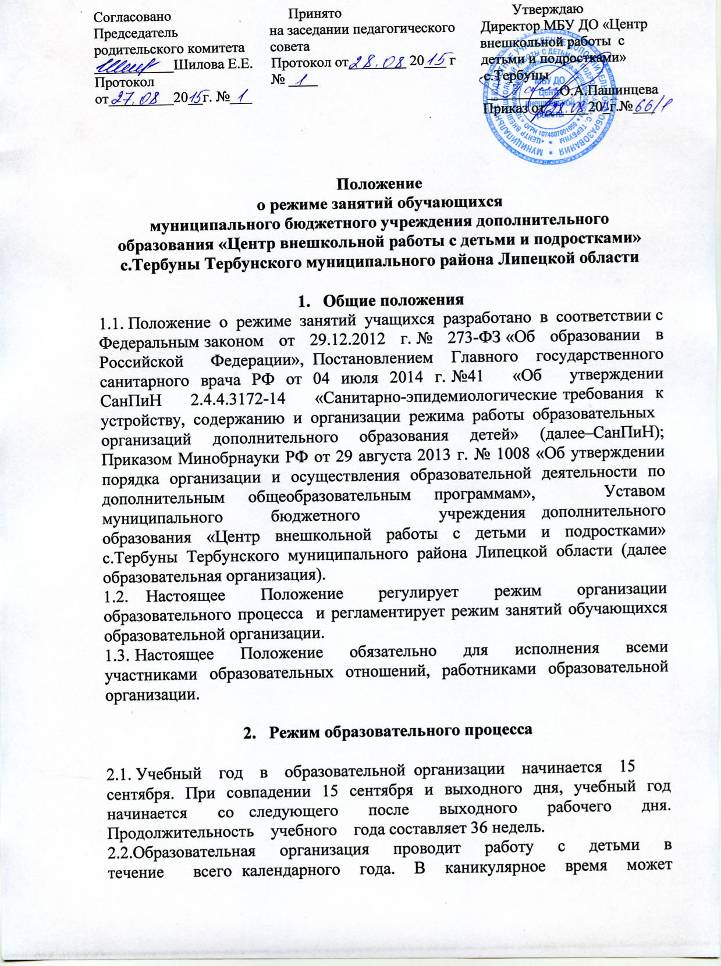 Согласовано
Председатель
родительского комитета
Шилова Е.Е.
Протокол
от 27.08 2015г. № 1
Принято
на заседании педагогического
совета
Протокол от 28.08 2015 г
№ 1
Утверждаю
Директор МБУ ДО «Центр
внешкольной работы с
детьми и подростками»
с.Тербуны
О.А.Пашинцева
Приказ от 28.08 2015г.№ 66/1
Положение
о режиме занятий обучающихся
муниципального бюджетного учреждения дополнительного
образования «Центр внешкольной работы с детьми и подростками»
с.Тербуны Тербунского муниципального района Липецкой области
1. Общие положения
1.1. Положение о режиме занятий учащихся разработано в соответствии с
Федеральным законом от 29.12.2012 г. № 273-ФЗ «Об образовании в
Российской Федерации», Постановлением Главного государственного
санитарного врача РФ от 04 июля 2014 г. №41 «Об утверждении
СанПиН 2.4.4.3172-14 «Санитарно-эпидемиологические требования к
устройству, содержанию и организации режима работы образовательных
организаций дополнительного образования детей» (далее–СанПиН);
Приказом Минобрнауки РФ от 29 августа 2013 г. № 1008 «Об утверждении
порядка организации и осуществления образовательной деятельности по
дополнительным общеобразовательным программам», Уставом
муниципального бюджетного учреждения дополнительного
образования «Центр внешкольной работы с детьми и подростками»
с.Тербуны Тербунского муниципального района Липецкой области (далее
образовательная организация).
1.2. Настоящее Положение регулирует режим организации
образовательного процесса и регламентирует режим занятий обучающихся
образовательной организации.
1.3. Настоящее Положение обязательно для исполнения всеми
участниками образовательных отношений, работниками образовательной
организации.
2. Режим образовательного процесса
2.1. Учебный год в образовательной организации начинается 15
сентября. При совпадении 15 сентября и выходного дня, учебный год
начинается со следующего после выходного рабочего дня.
Продолжительность учебного года составляет 36 недель.
2.2.Образовательная организация проводит работу с детьми в
течение всего календарного года. В каникулярное время может